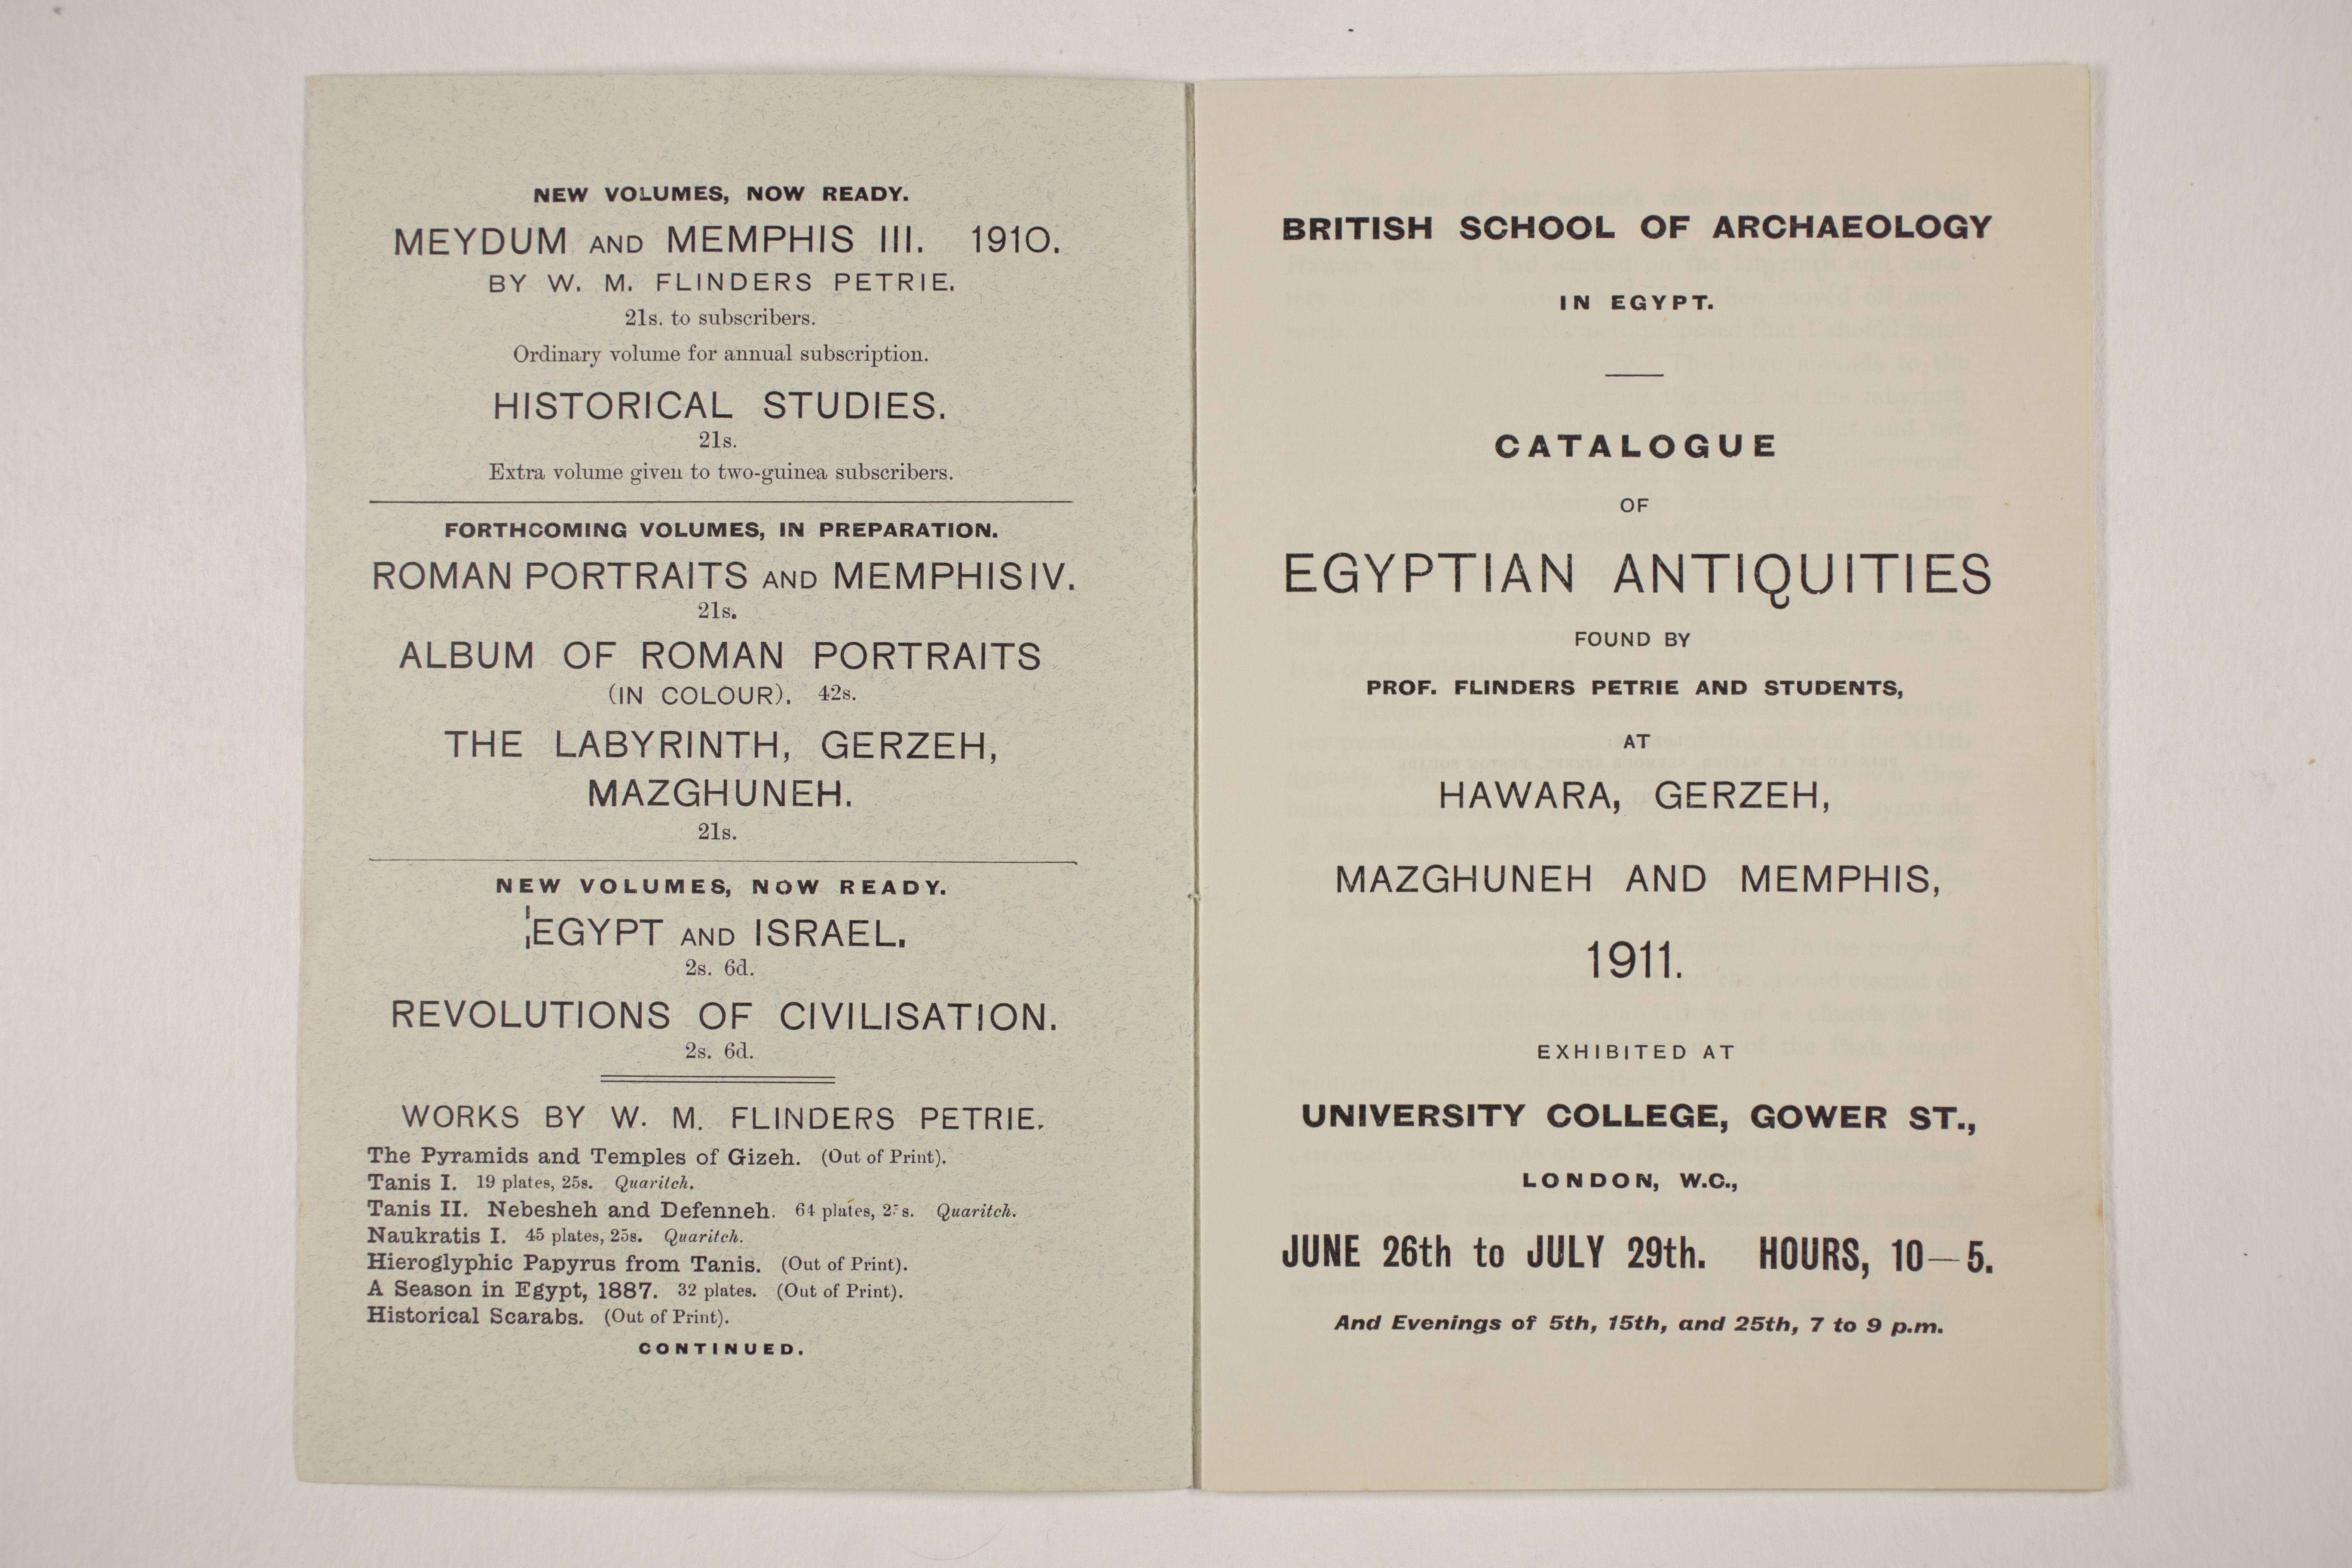 NEW VOLUMES, NOW READY.
MEYDUM AND MEMPHIS III. 1910.
BY W. M. FLINDERS PETRIE.
21s. to subscribers.
Ordinary volume for annual subscription.
HISTORICAL STUDIES.
21s.
Extra volume given to two-guinea subscribers.
FORTHCOMING VOLUMES, IN PREPARATION.
ROMAN PORTRAITS AND MEMPHIS IV.
21s.
ALBUM OF ROMAN PORTRAITS
(IN COLOUR). 42s.
THE LABYRINTH, GERZEH,
MAZGHUNEH.
21s.
NEW VOLUMES, NOW READY.
EGYPT AND ISRAEL.
2s. 6d.
REVOLUTIONS OF CIVILISATION.
2s. 6d.
WORKS BY W. M. FLINDERS PETRIE.
The Pyramids and Temples of Gizeh. (Out of Print).
Tanis I. 19 plates, 25s. Quaritch.
Tanis II. Nebesheh and Defenneh. 64 plates, Quaritch.
Naukratis I. 45 plates, 25s. Quaritch.
Hieroglyphic Papyrus from Tanis. (Out of Print).
A Season in Egypt, 1887. 32 plates. (Out of Print).
Historical Scarabs. (Out of Print).
CONTINUED.
BRITISH SCHOOL OF ARCHAEOLOGY
IN EGYPT.
CATALOGUE
OF
EGYPTIAN ANTIQUITIES
FOUND BY
PROF. FLINDERS PETRIE AND STUDENTS,
AT
HAWARA, GERZEH,
MAZGHUNEH AND MEMPHIS,
1911.
EXHIBITED AT
UNIVERSITY COLLEGE, GOWER ST.,
LONDON, W.C.,
JUNE 26th to JULY 29th. HOURS, 10—5.
And Evenings of 5th, 15th, and 25th, 7 to 9 p.m.